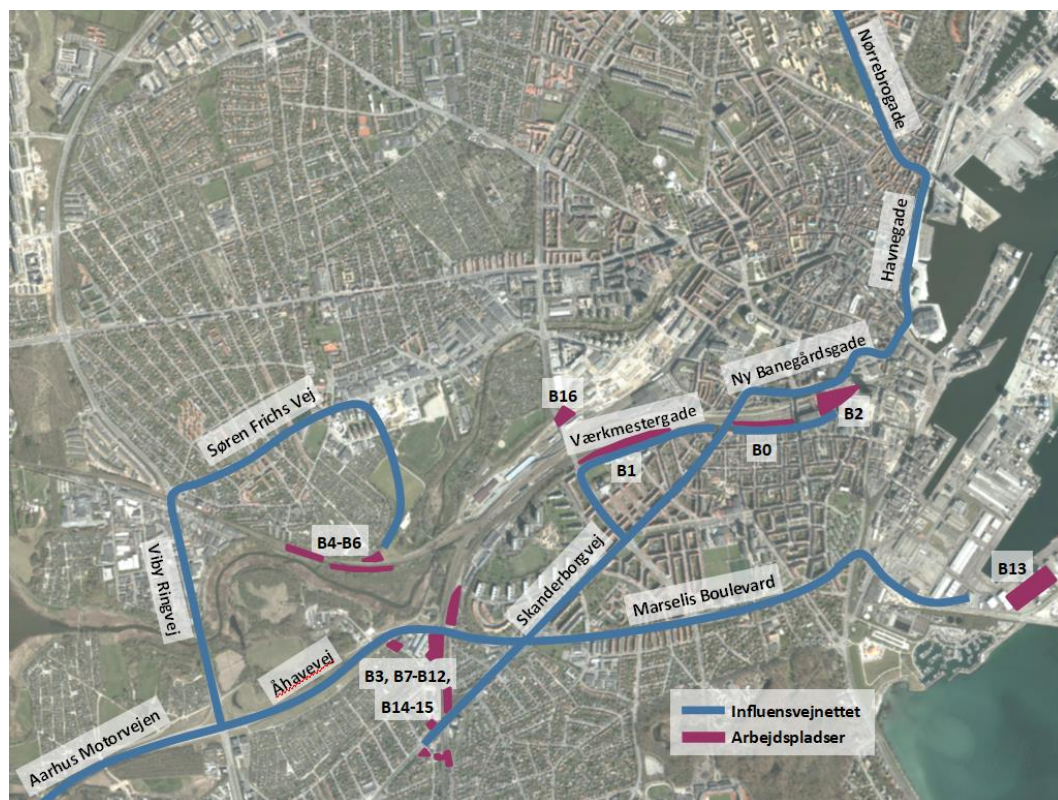 Nørrebrogade
Havnegade
Ny Banegårdsgade
B16
Værkmestergade
B2
B0
B1
Søren Frichs Vej
B4-B6
Viby Ringvej
Skanderborgvej
Marselis Boulevard
B13
Åhavevej
B3, B7-B12,
B14-15
Aarhus Motorvejen
Influensvejnettet
Arbejdspladser